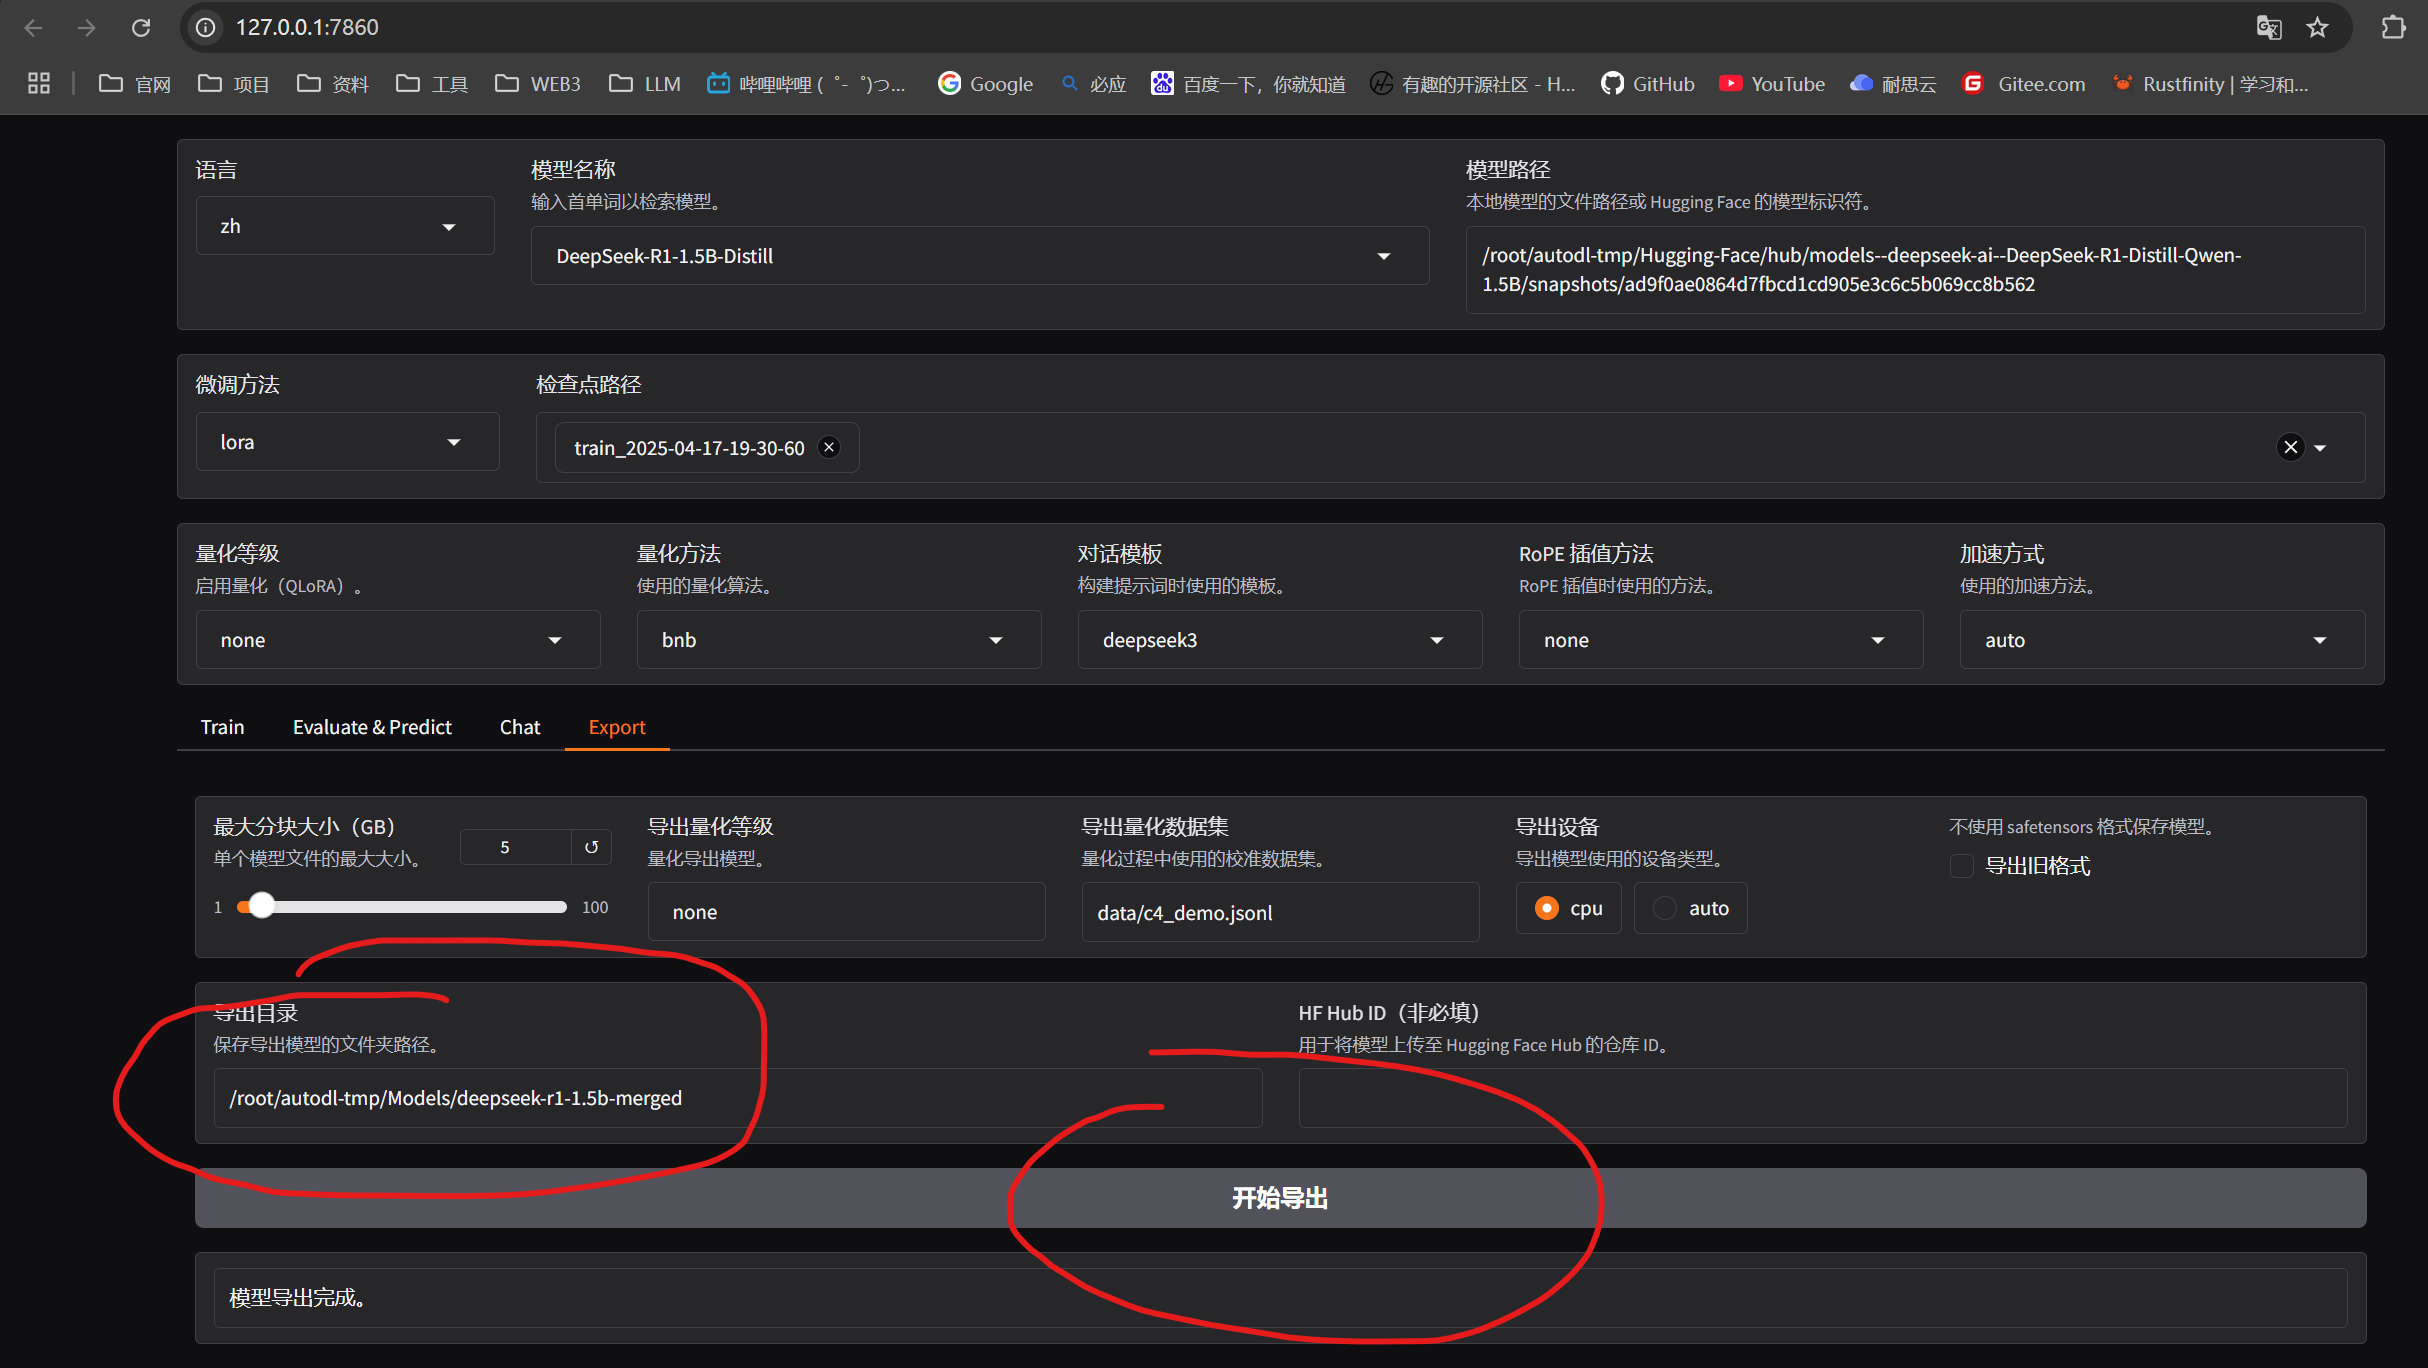 127.0.0.1:7860
官网 项目 资料 工具 WEB3 LLM 哔哩哔哩 ( ゜- ゜)つ... Google 必应 百度一下，你就知道 有趣的开源社区 - H... GitHub YouTube 耐思云 Gitee.com Rustfinity | 学习和...
语言
zh
模型名称
输入首单词以检索模型。
DeepSeek-R1-1.5B-Distill
模型路径
本地模型的文件路径或 Hugging Face 的模型标识符。
/root/autodl-tmp/Hugging-Face/hub/models--deepseek-ai--DeepSeek-R1-Distill-Qwen-
1.5B/snapshots/ad9f0ae0864d7fbcd1cd905e3c6c5b069cc8b562
微调方法
lora
检查点路径
train_2025-04-17-19-30-60
量化等级
启用量化（QLoRA）。
none
量化方法
使用的量化算法。
bnb
对话模板
构建提示词时使用的模板。
deepseek3
RoPE 插值方法
RoPE 插值时使用的方法。
none
加速方式
使用的加速方法。
auto
Train Evaluate & Predict Chat Export
最大分块大小（GB）
单个模型文件的最大大小。
5
1 100
导出量化等级
量化导出模型。
none
导出量化数据集
量化过程中使用的校准数据集。
data/c4_demo.jsonl
导出设备
导出模型使用的设备类型。
cpu auto
不使用 safetensors 格式保存模型。
导出旧格式
导出目录
保存导出模型的文件夹路径。
/root/autodl-tmp/Models/deepseek-r1-1.5b-merged
HF Hub ID（非必填）
用于将模型上传至 Hugging Face Hub 的仓库 ID。
开始导出
模型导出完成。